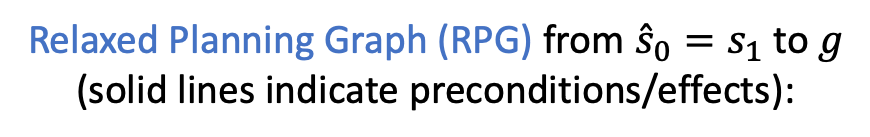 Relaxed Planning Graph (RPG) from ŝ₀ = s₁ to g
(solid lines indicate preconditions/effects):